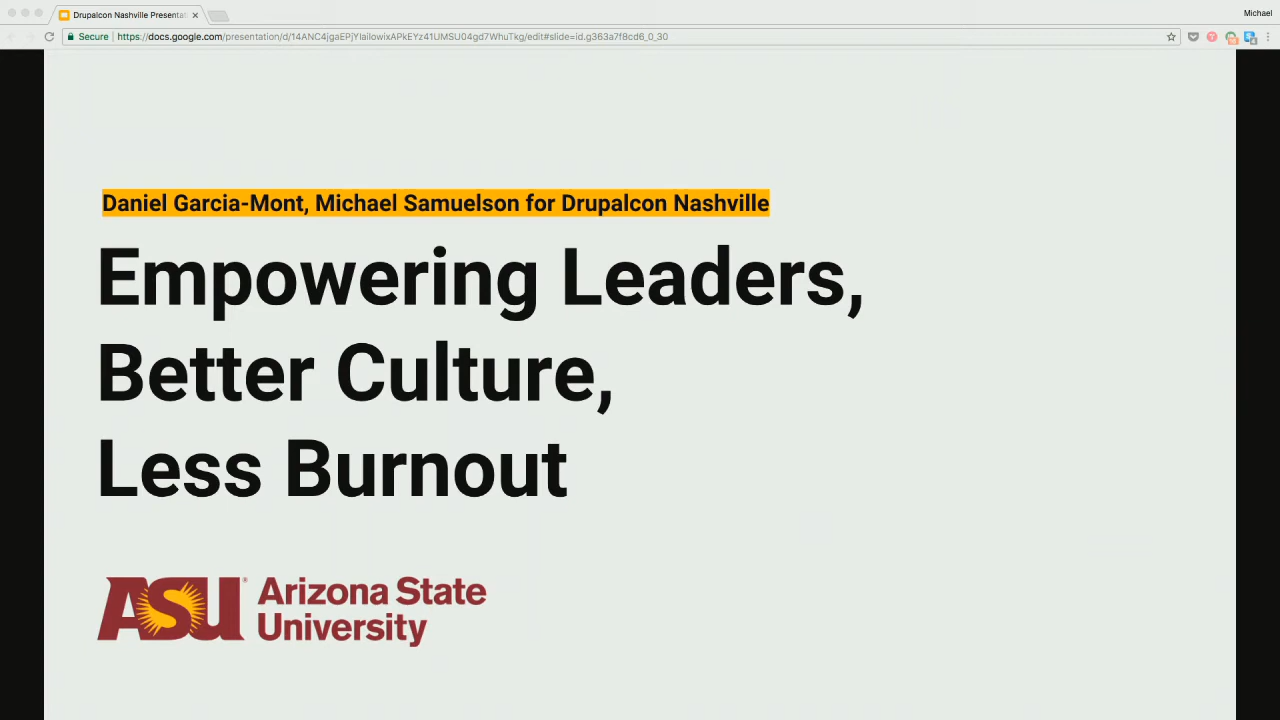 Drupalcon Nashville Presentat
Michael
Secure
https://docs.google.com/presentation/d/14ANC4jgaEPjYIailowixAPkEYz41UMSU04gd7WhuTkg/edit#slide=id.g363a7f8cd6_0_30
Daniel Garcia-Mont, Michael Samuelson for Drupalcon Nashville
Empowering Leaders,
Better Culture,
Less Burnout
ASU® Arizona State
University